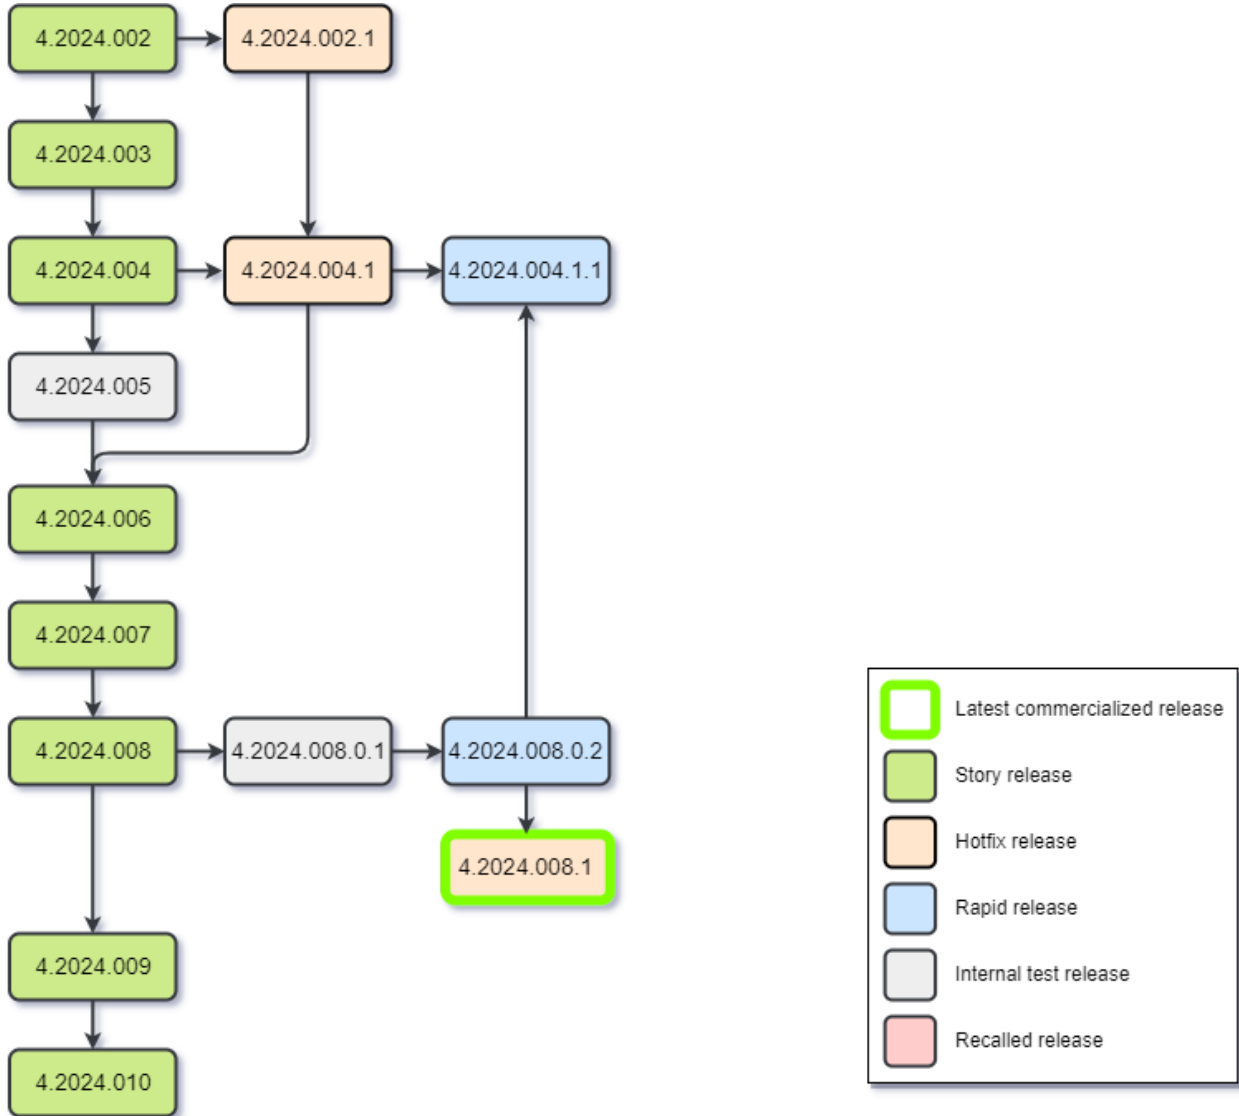 4.2024.002
4.2024.002.1
4.2024.003
4.2024.004
4.2024.004.1
4.2024.004.1.1
4.2024.005
4.2024.006
4.2024.007
4.2024.008
4.2024.008.0.1
4.2024.008.0.2
4.2024.008.1
4.2024.009
4.2024.010
Latest commercialized release
Story release
Hotfix release
Rapid release
Internal test release
Recalled release